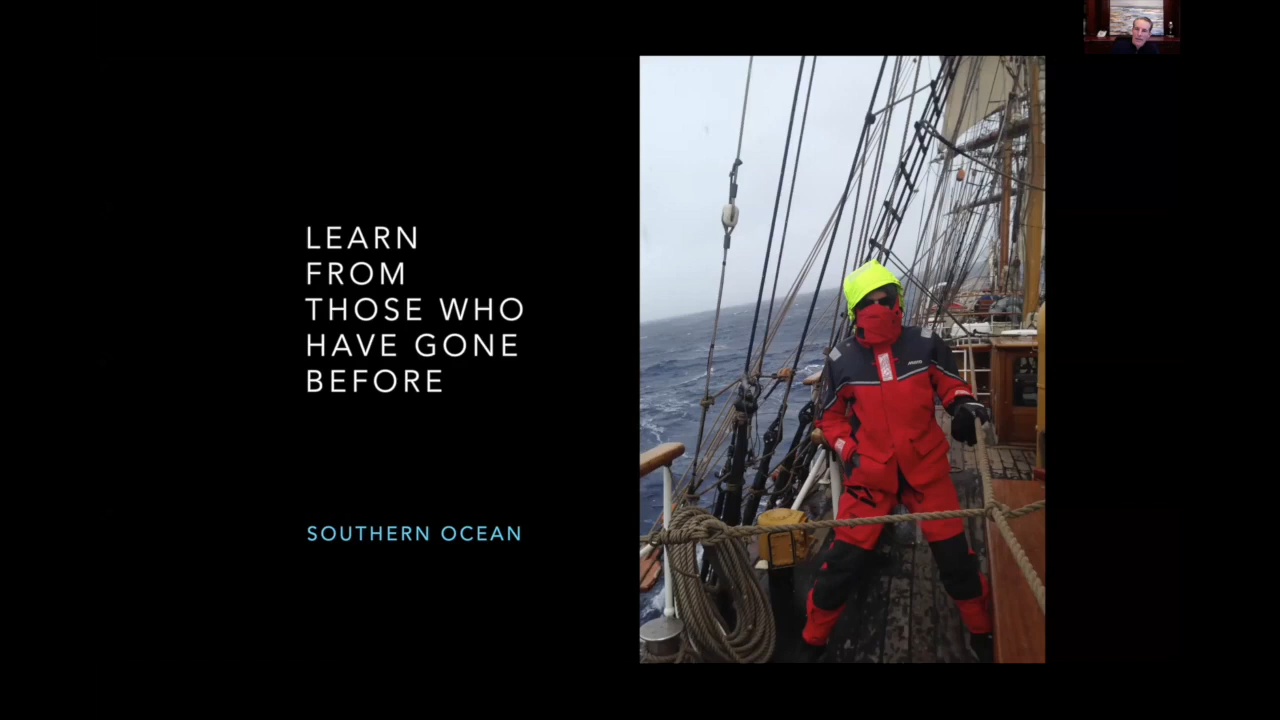 LEARN
FROM
THOSE WHO
HAVE GONE
BEFORE
SOUTHERN OCEAN